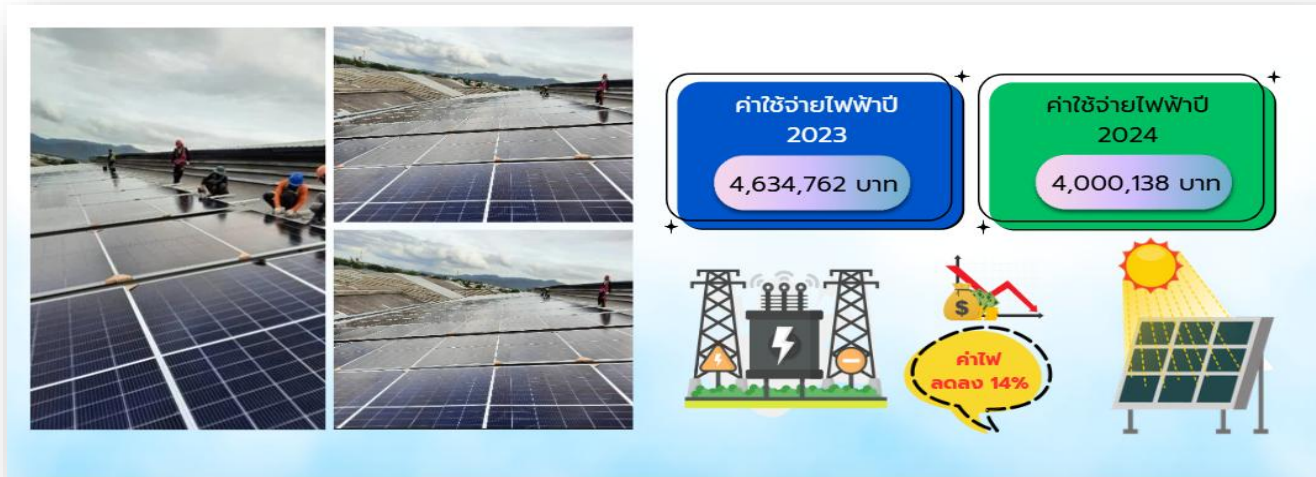 ค่าใช้จ่ายไฟฟ้าปี
2023
4,634,762 บาท
ค่าใช้จ่ายไฟฟ้าปี
2024
4,000,138 บาท
$
ค่าไฟ
ลดลง 14%